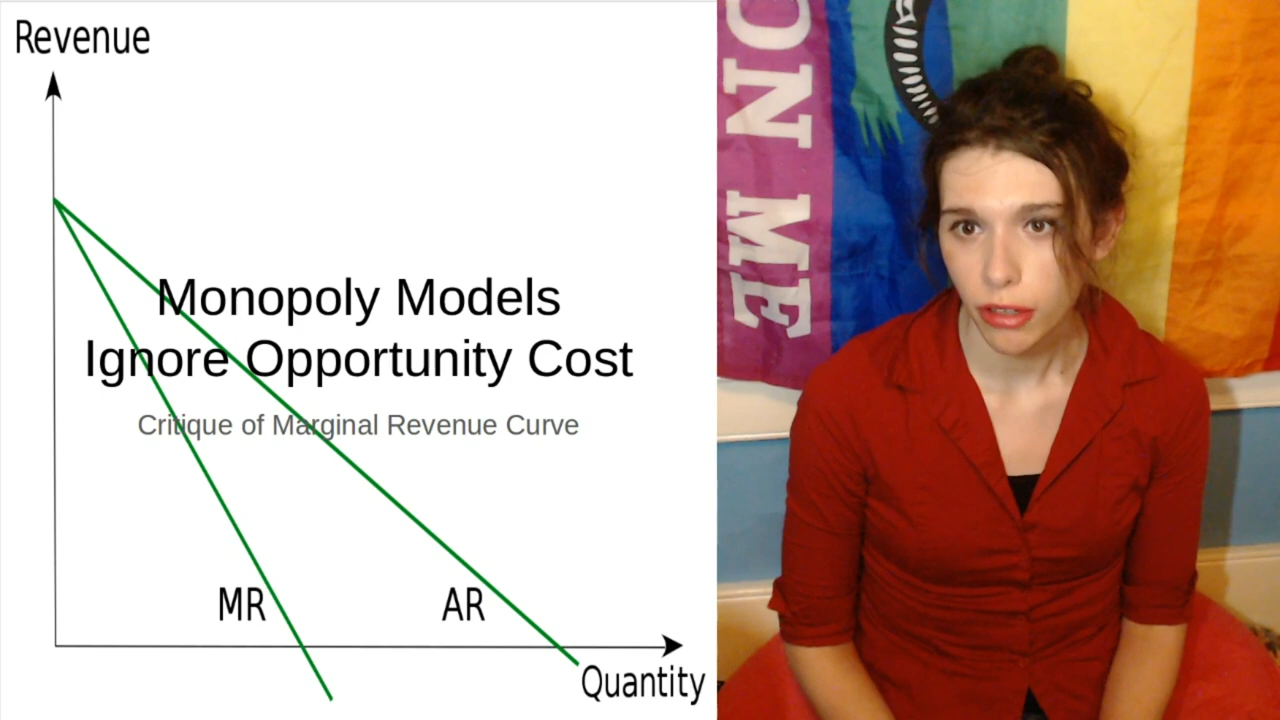 Revenue
Monopoly Models
Ignore Opportunity Cost
Critique of Marginal Revenue Curve
MR
AR
Quantity
ON ME